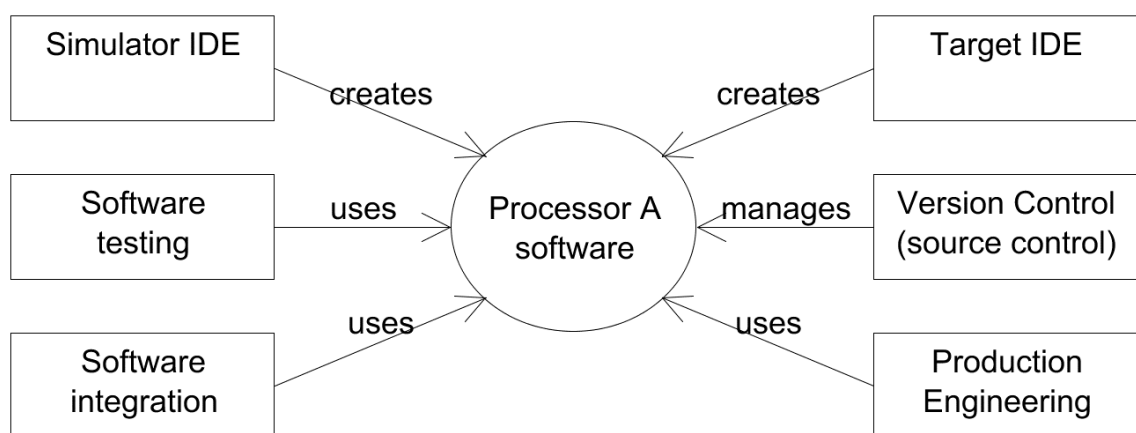 Simulator IDE
Target IDE
creates
creates
Software
testing
uses
Processor A
software
manages
Version Control
(source control)
uses
uses
Software
integration
Production
Engineering